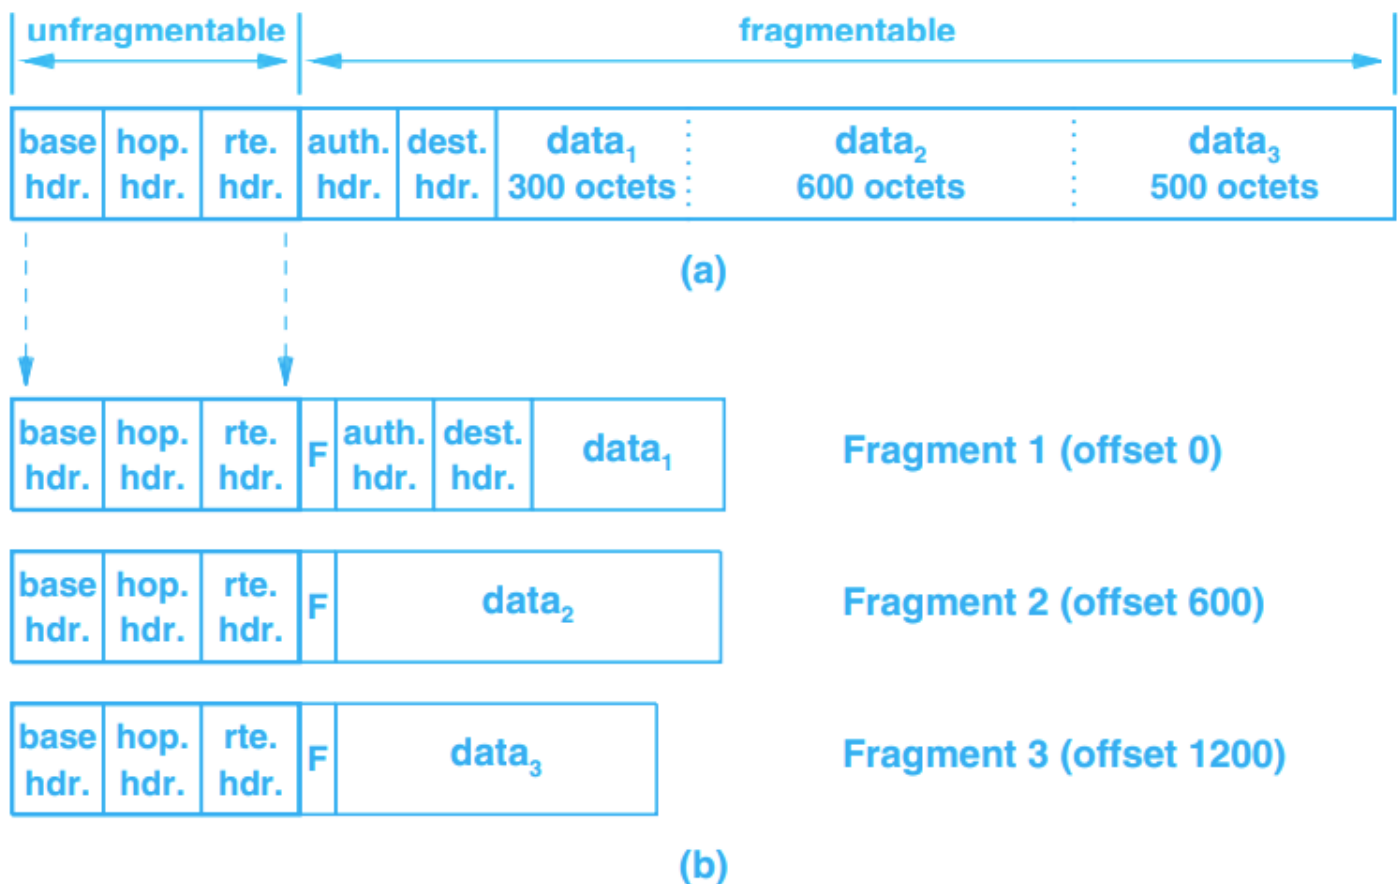 unfragmentable fragmentable
base hop. rte. auth. dest. data₁ data₂ data₃
hdr. hdr. hdr. hdr. hdr. 300 octets 600 octets 500 octets
(a)
base hop. rte. F auth. dest. data₁ Fragment 1 (offset 0)
hdr. hdr. hdr. hdr. hdr.
base hop. rte. F data₂ Fragment 2 (offset 600)
hdr. hdr. hdr.
base hop. rte. F data₃ Fragment 3 (offset 1200)
hdr. hdr. hdr.
(b)